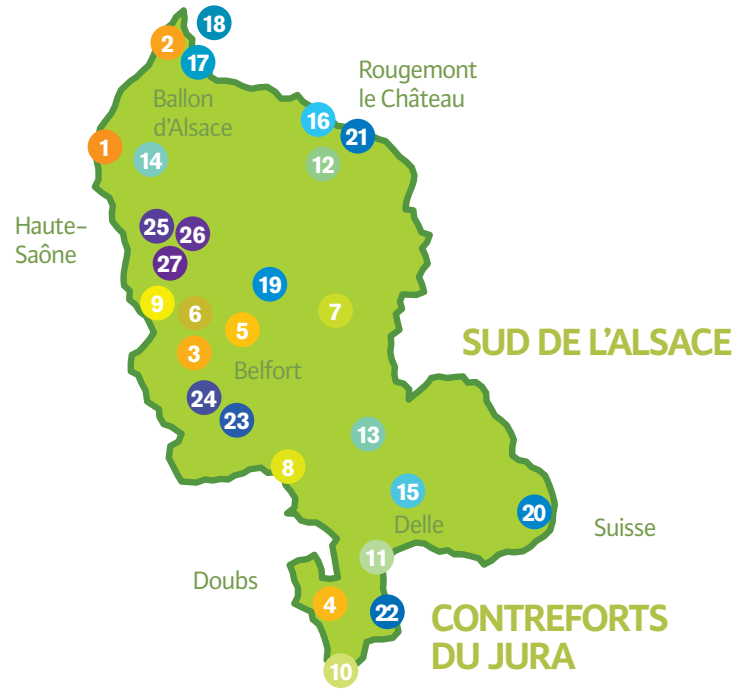 18
2
17
Rougemont
le Château
Ballon
d'Alsace
16
21
1
14
12
Haute–
Saône
25
26
27
19
9
6
7
5
SUD DE L'ALSACE
3
Belfort
24
23
13
8
15
20
Delle
Suisse
11
Doubs
4
22
CONTREFORTS
DU JURA
10